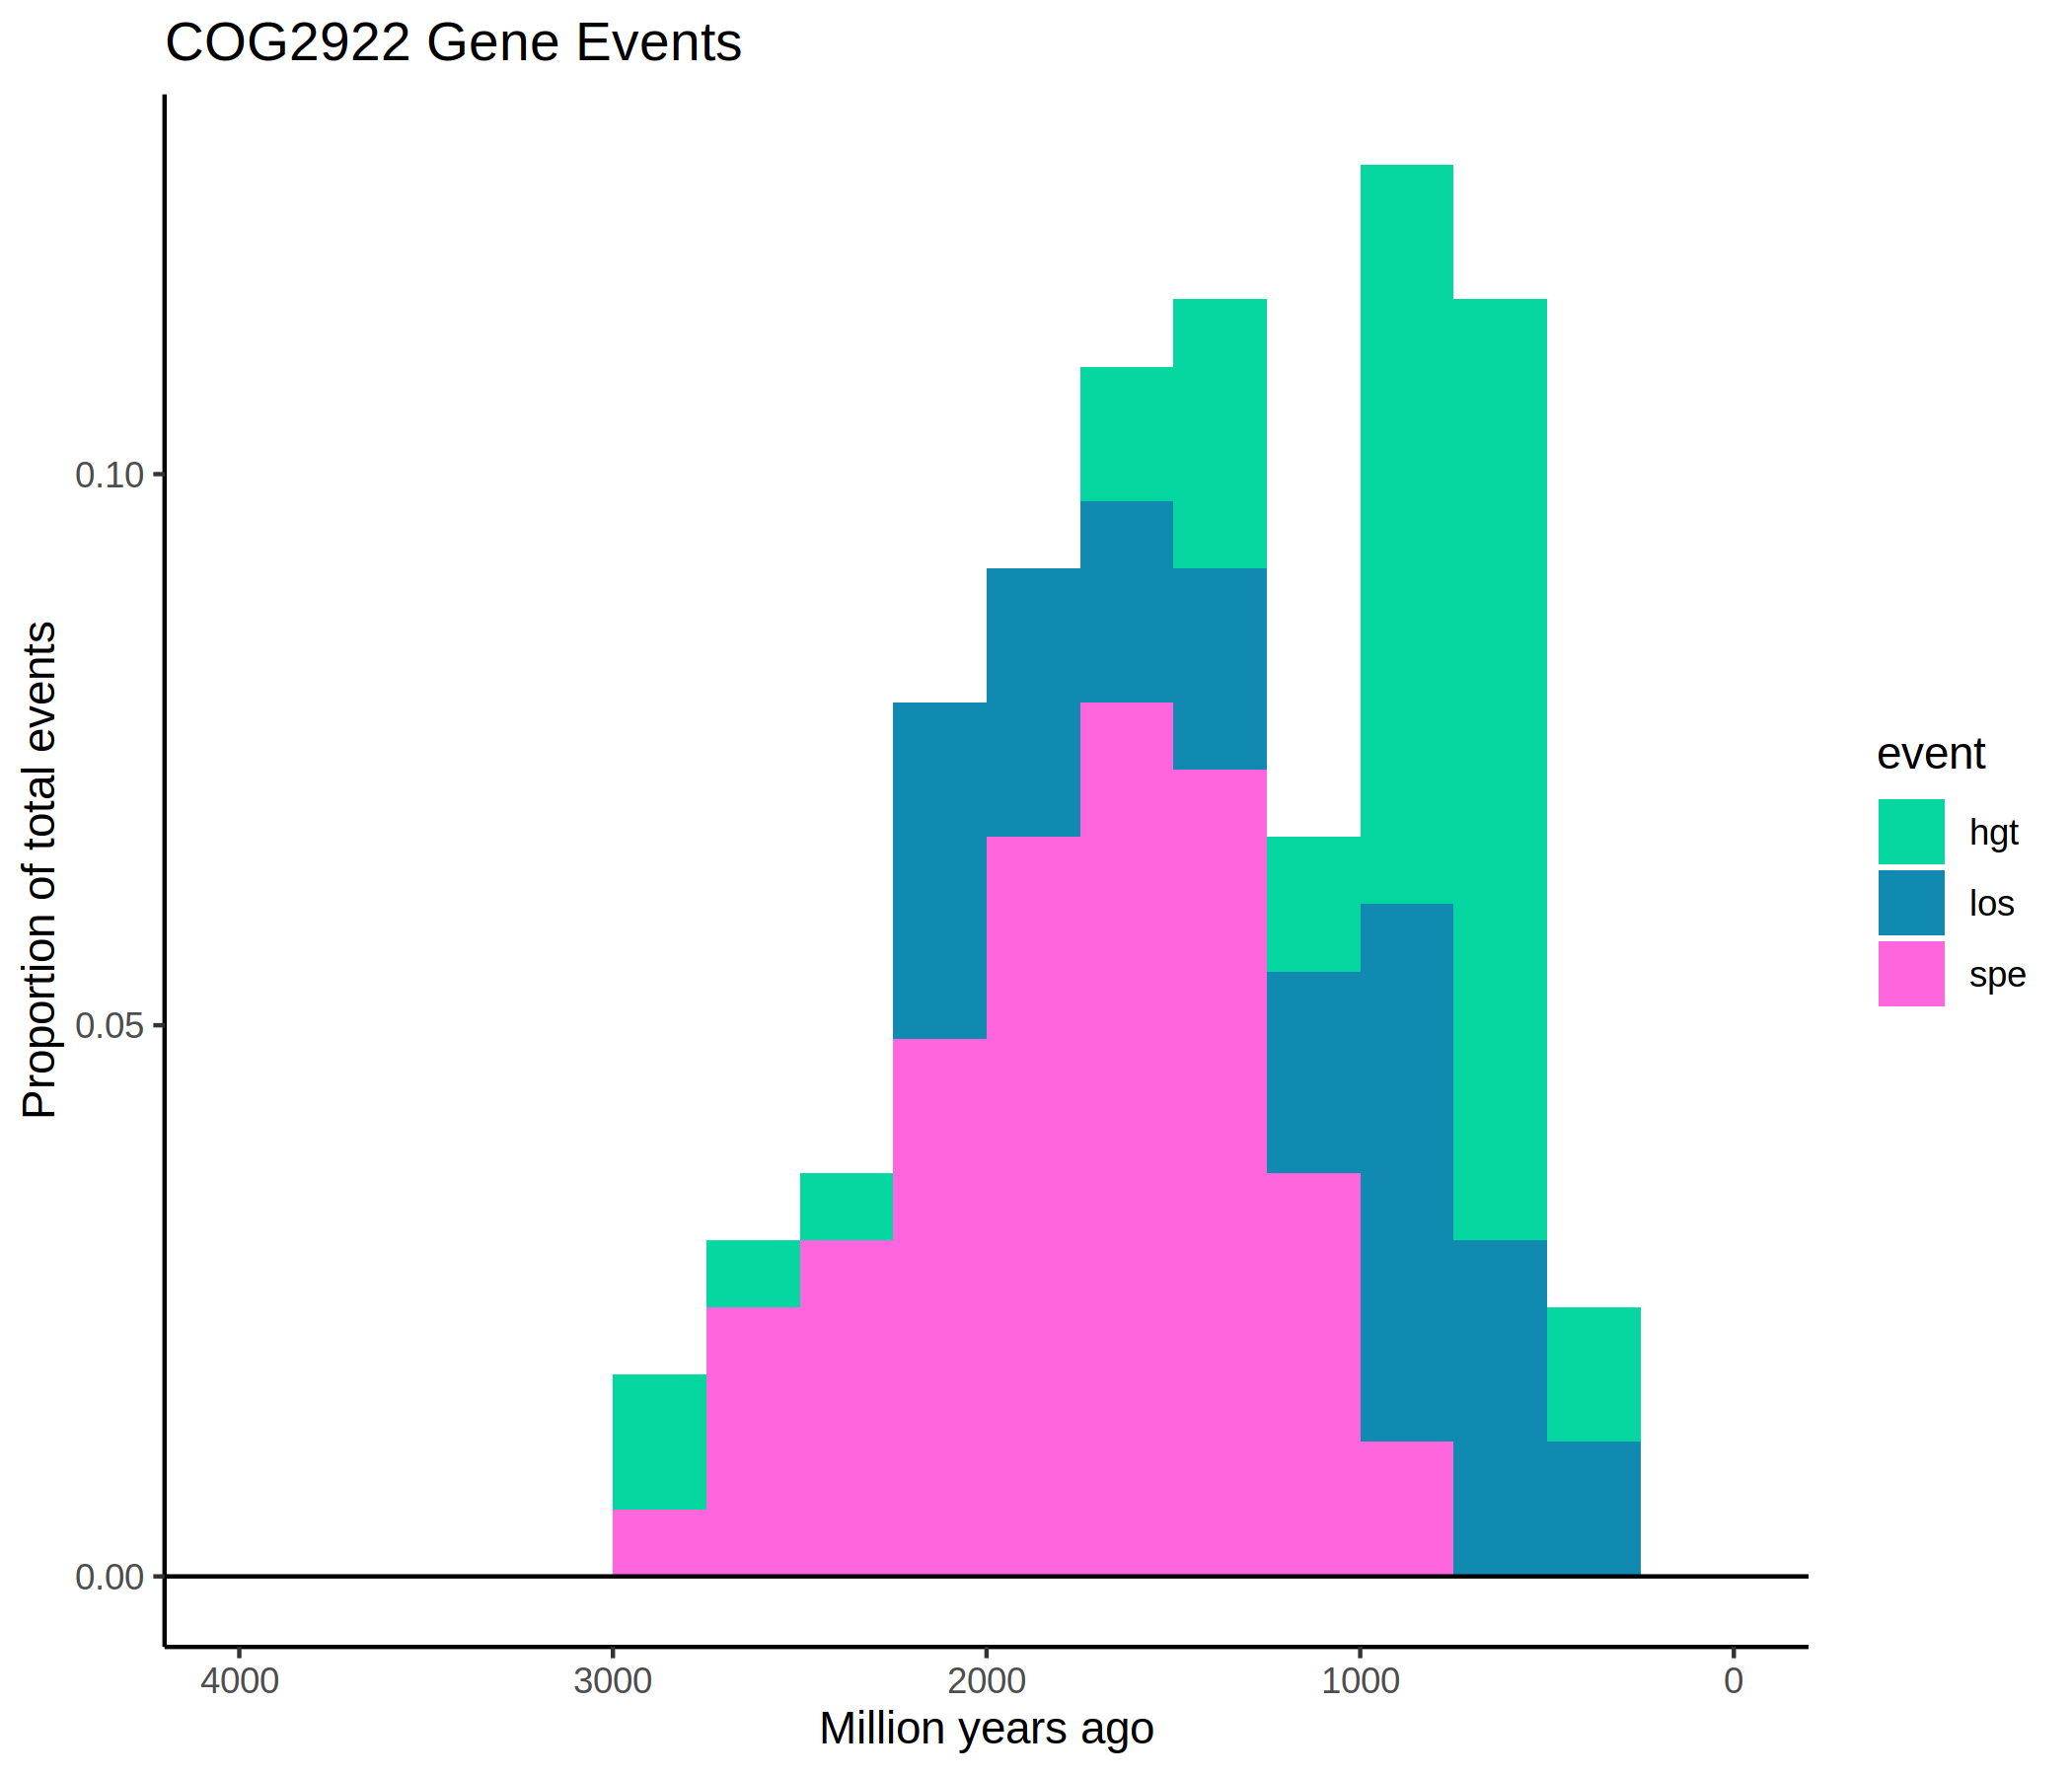 COG2922 Gene Events
Proportion of total events
0.10
0.05
0.00
4000 3000 2000 1000 0
Million years ago
event
hgt
los
spe